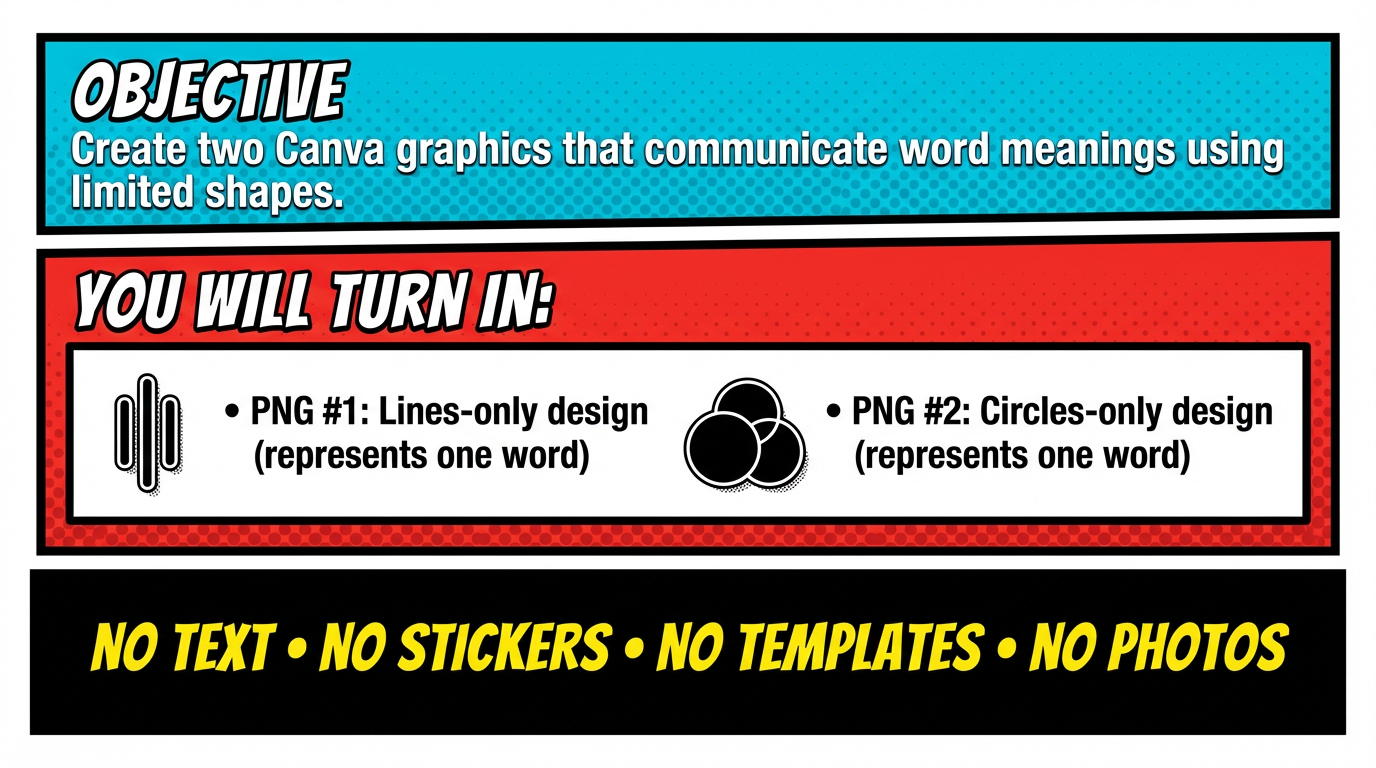 OBJECTIVE
Create two Canva graphics that communicate word meanings using
limited shapes.
YOU WILL TURN IN:
• PNG #1: Lines-only design
(represents one word)
• PNG #2: Circles-only design
(represents one word)
NO TEXT • NO STICKERS • NO TEMPLATES • NO PHOTOS